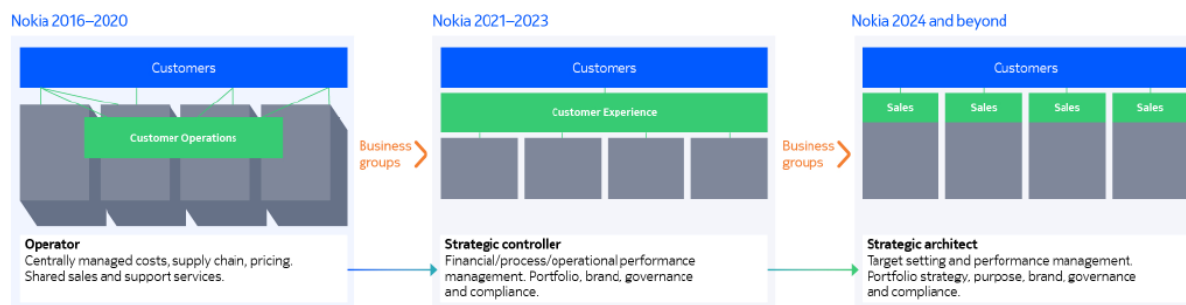 Nokia 2016–2020
Customers
Customer Operations
Operator
Centrally managed costs, supply chain, pricing.
Shared sales and support services.
Business
groups
Nokia 2021–2023
Customers
Customer Experience
Strategic controller
Financial/process/operational performance
management. Portfolio, brand, governance
and compliance.
Business
groups
Nokia 2024 and beyond
Customers
Sales
Sales
Sales
Sales
Strategic architect
Target setting and performance management.
Portfolio strategy, purpose, brand, governance
and compliance.